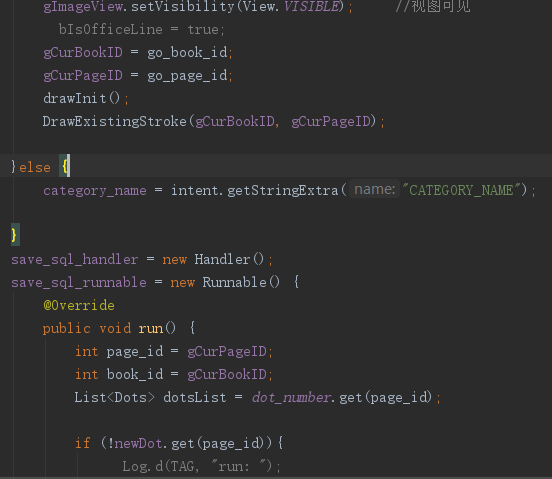 gImageView.setVisibility(View.VISIBLE);    //视图可见
bIsOfficeLine = true;
gCurBookID = go_book_id;
gCurPageID = go_page_id;
drawInit();
DrawExistingStroke(gCurBookID, gCurPageID);
}else {
category_name = intent.getStringExtra( name: "CATEGORY_NAME");
}
save_sql_handler = new Handler();
save_sql_runnable = new Runnable() {
@Override
public void run() {
int page_id = gCurPageID;
int book_id = gCurBookID;
List<Dots> dotsList = dot_number.get(page_id);
if (!newDot.get(page_id)){
Log.d(TAG, "run: ");